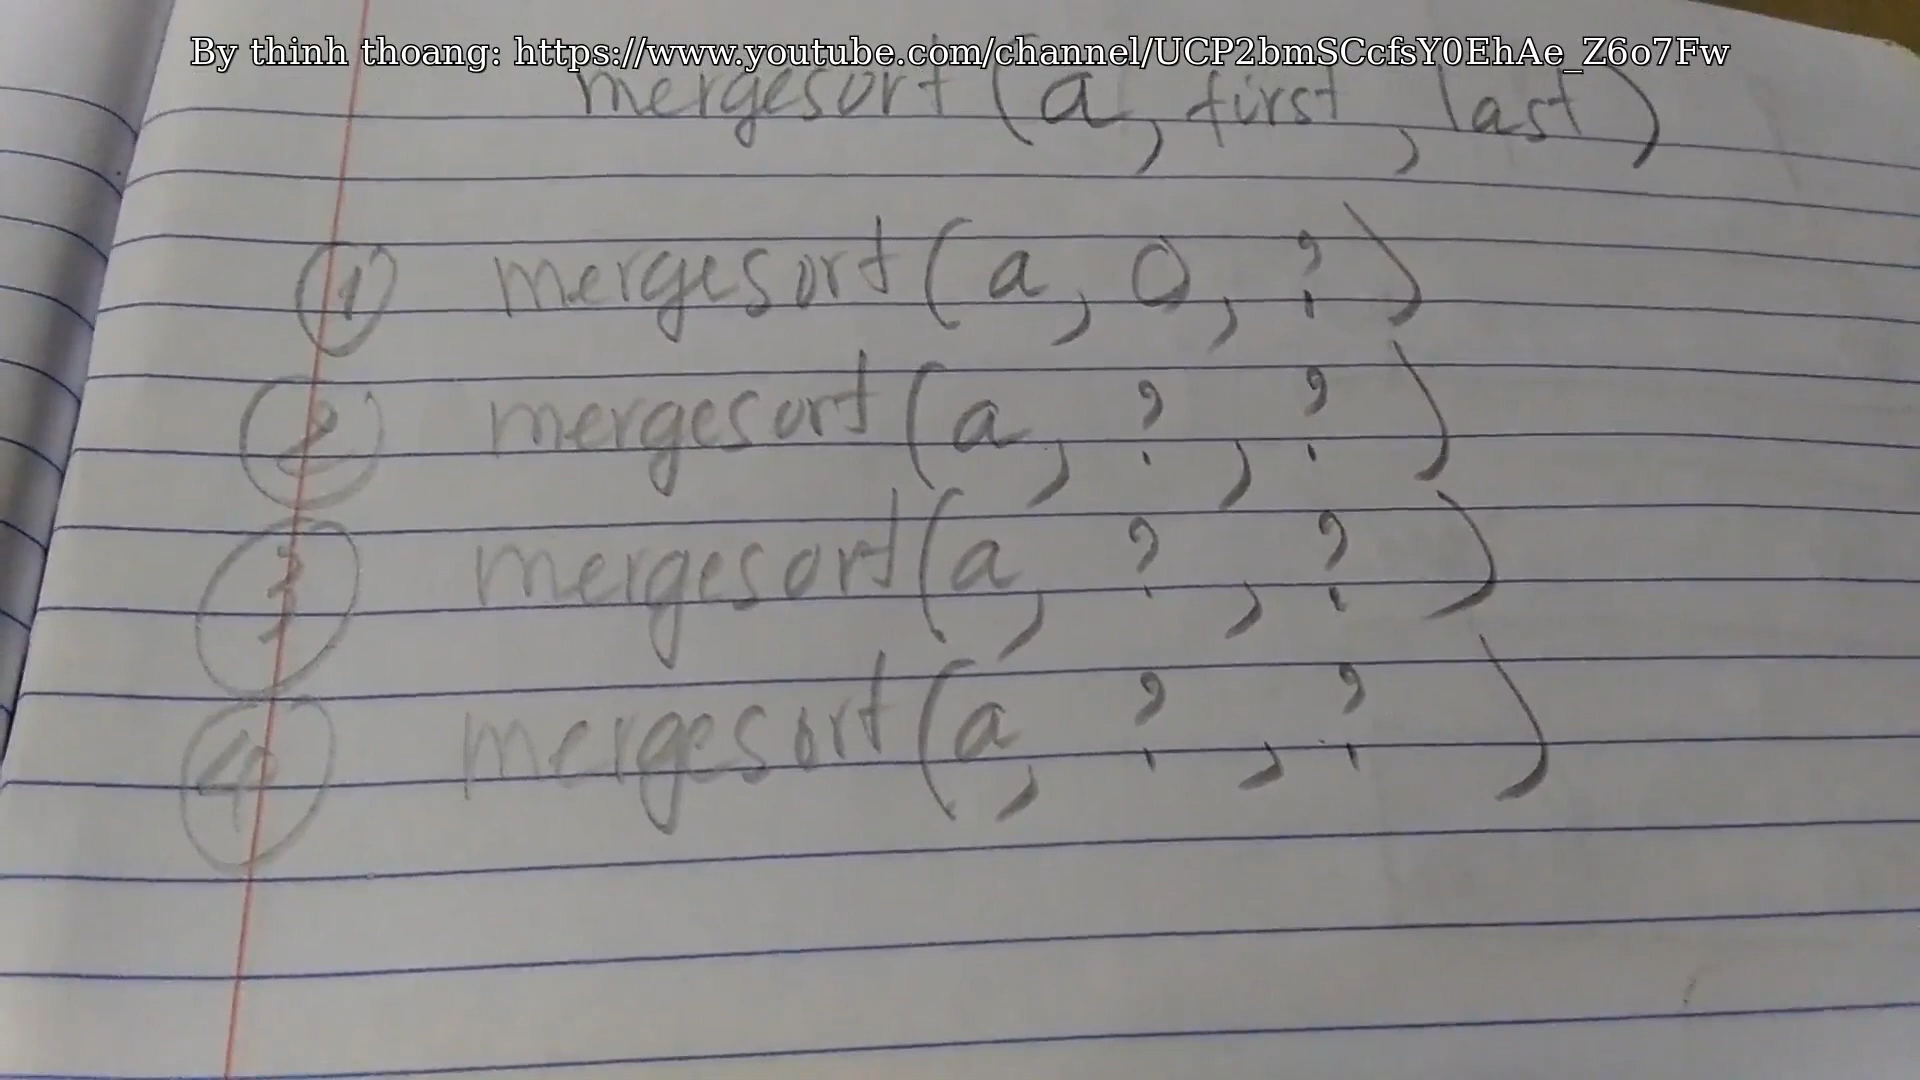 By thinh thoang: https://www.youtube.com/channel/UCP2bmSCcfsY0EhAe_Z6o7Fw
mergesort (a, first, last)
① mergesort (a, 0, ?)
② mergesort (a, ?, ?)
③ mergesort (a, ?, ?)
④ mergesort (a, ?, ?)